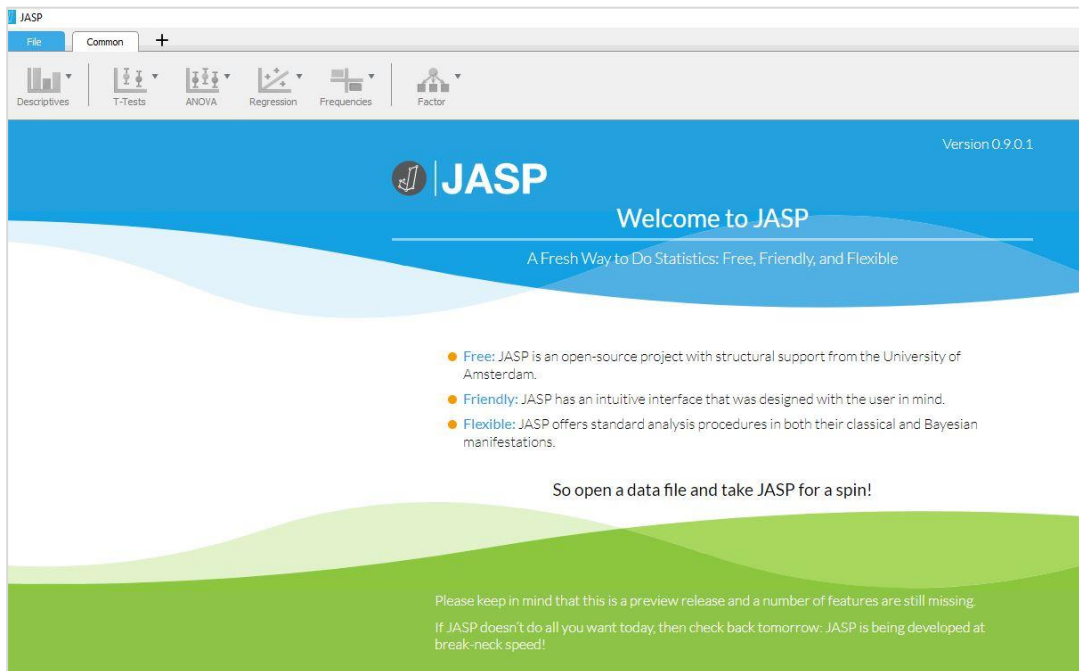 JASP
File Common +
Descriptives T-Tests ANOVA Regression Frequencies Factor
Version 0.9.0.1
JASP
Welcome to JASP
A Fresh Way to Do Statistics: Free, Friendly, and Flexible
Free: JASP is an open-source project with structural support from the University of
Amsterdam.
Friendly: JASP has an intuitive interface that was designed with the user in mind.
Flexible: JASP offers standard analysis procedures in both their classical and Bayesian
manifestations.
So open a data file and take JASP for a spin!
Please keep in mind that this is a preview release and a number of features are still missing.
If JASP doesn't do all you want today, then check back tomorrow: JASP is being developed at
break-neck speed!